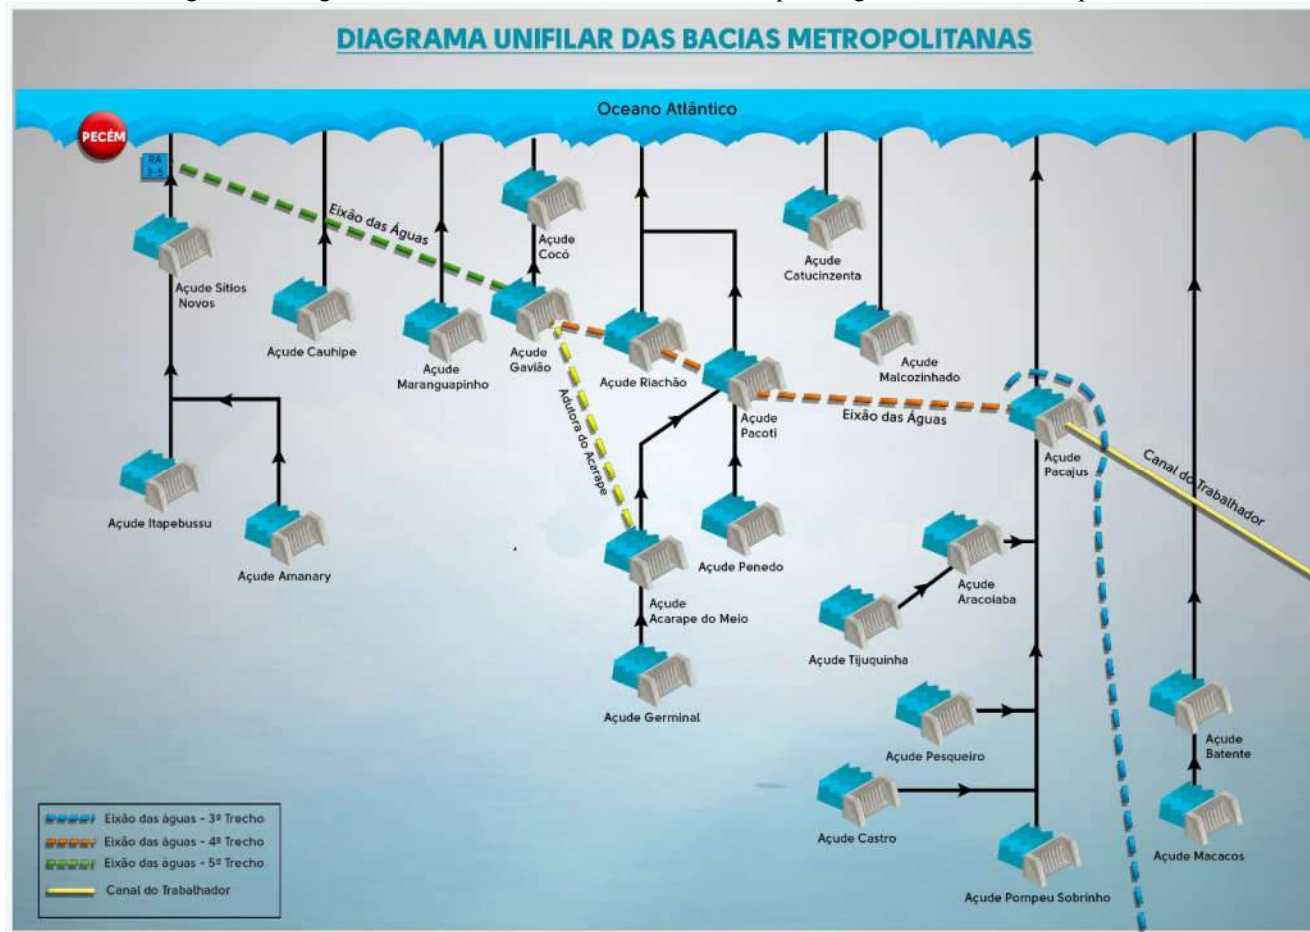 DIAGRAMA UNIFILAR DAS BACIAS METROPOLITANAS
Oceano Atlântico
PECÉM
RA
3-5
Eixão das Águas
Açude Sítios
Novos
Açude Cauhipe
Açude
Maranguapinho
Açude
Cocó
Açude
Gavião
Açude Riachão
Açude
Pacoti
Açude
Catucinzenta
Açude
Malcozinhado
Eixão das Águas
Açude
Pacajus
Canal do Trabalhador
Adutora do Acarape
Açude Itapebussu
Açude Amanary
Açude
Acarape do Meio
Açude Penedo
Açude
Aracoiaba
Açude Tijuquinha
Açude Germinal
Açude Pesqueiro
Açude
Batente
Açude Castro
Açude Macacos
Açude Pompeu Sobrinho
Eixão das águas - 3º Trecho
Eixão das águas - 4º Trecho
Eixão das águas - 5º Trecho
Canal do Trabalhador